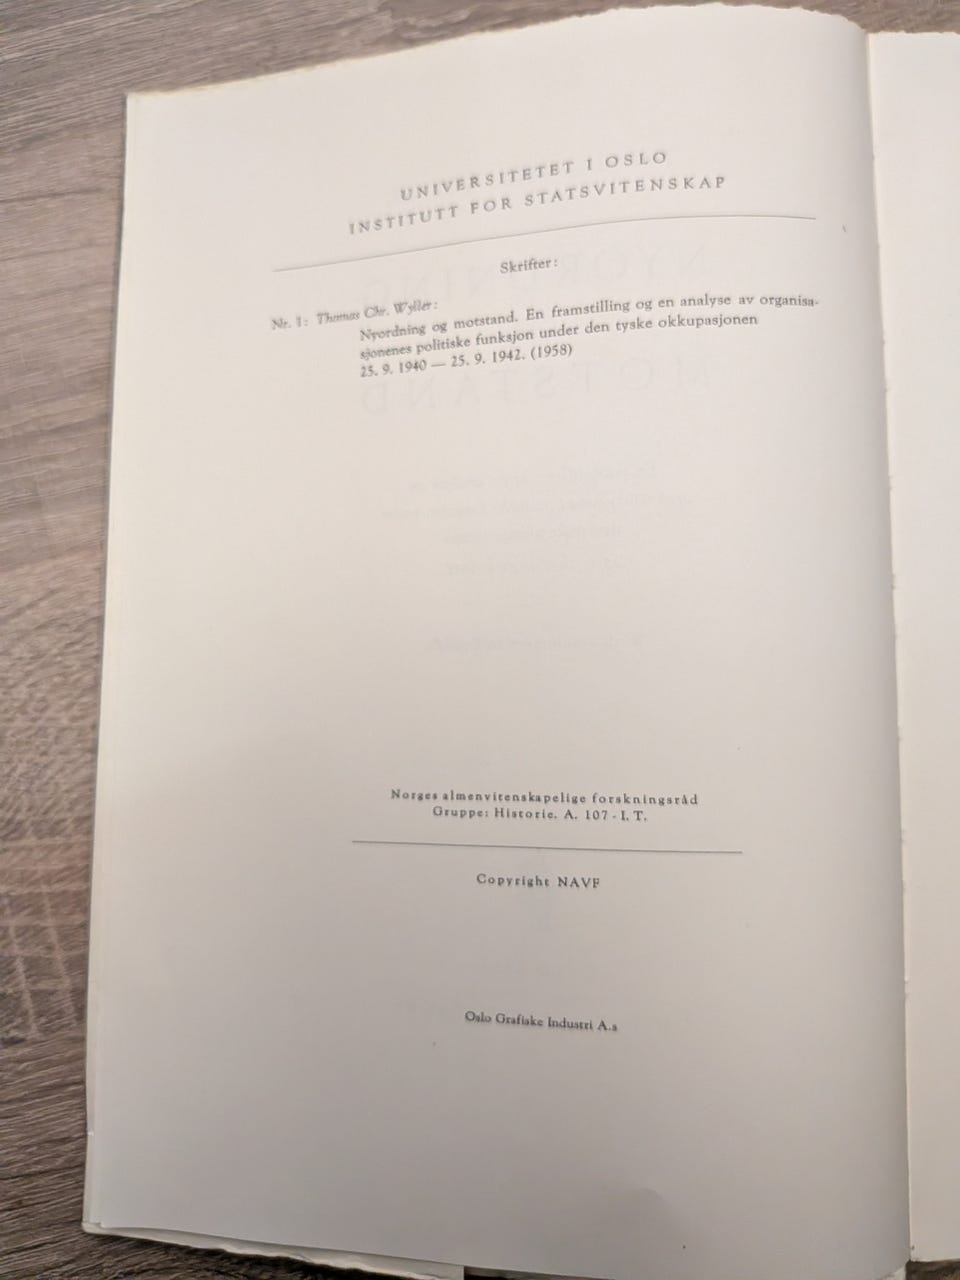 UNIVERSITETET I OSLO
INSTITUTT FOR STATSVITENSKAP
Skrifter:
Nr. 1: Thomas Chr. Wyller:
Nyordning og motstand. En framstilling og en analyse av organisa-
sjonenes politiske funksjon under den tyske okkupasjonen
25. 9. 1940 — 25. 9. 1942. (1958)
Norges almenvitenskapelige forskningsråd
Gruppe: Historie. A. 107 - I. T.
Copyright NAVF
Oslo Grafiske Industri A.s